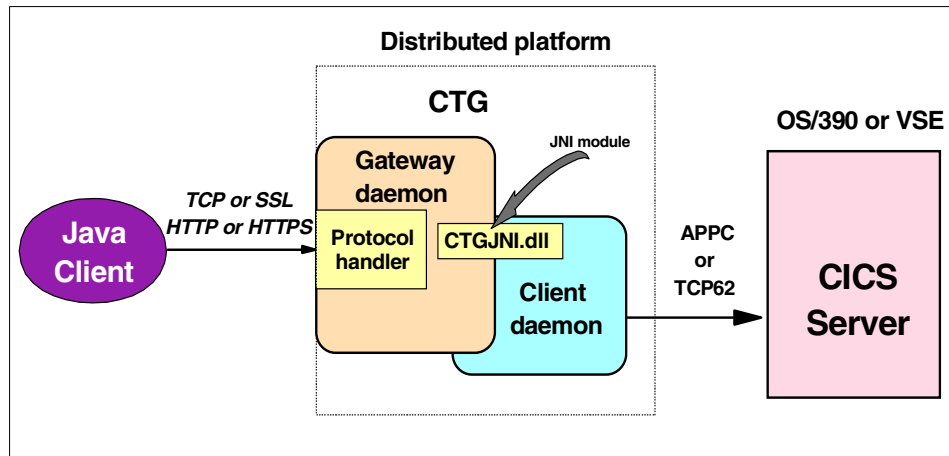 Distributed platform
CTG
OS/390 or VSE
JNI module
Gateway
daemon
TCP or SSL
HTTP or HTTPS
Java
Client
Protocol
handler
CTGJNI.dll
Client
daemon
APPC
or
TCP62
CICS
Server